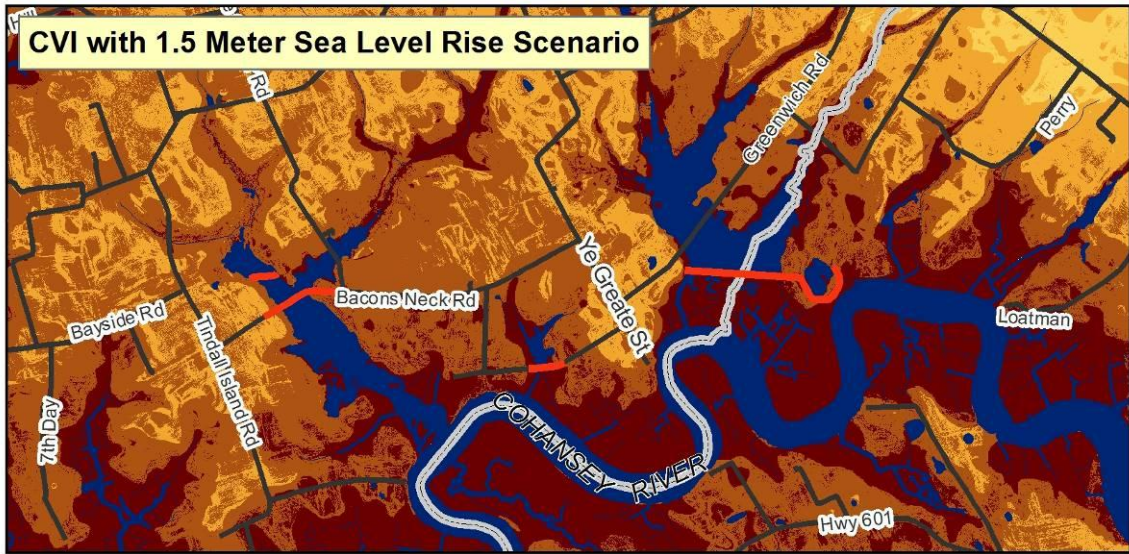 CVI with 1.5 Meter Sea Level Rise Scenario
Rd
Greenwich Rd
Perry
Ye Greate St
Bacons Neck Rd
Bayside Rd
Tindall Island Rd
Loatman
7th Day
COHANSEY RIVER
Hwy 601